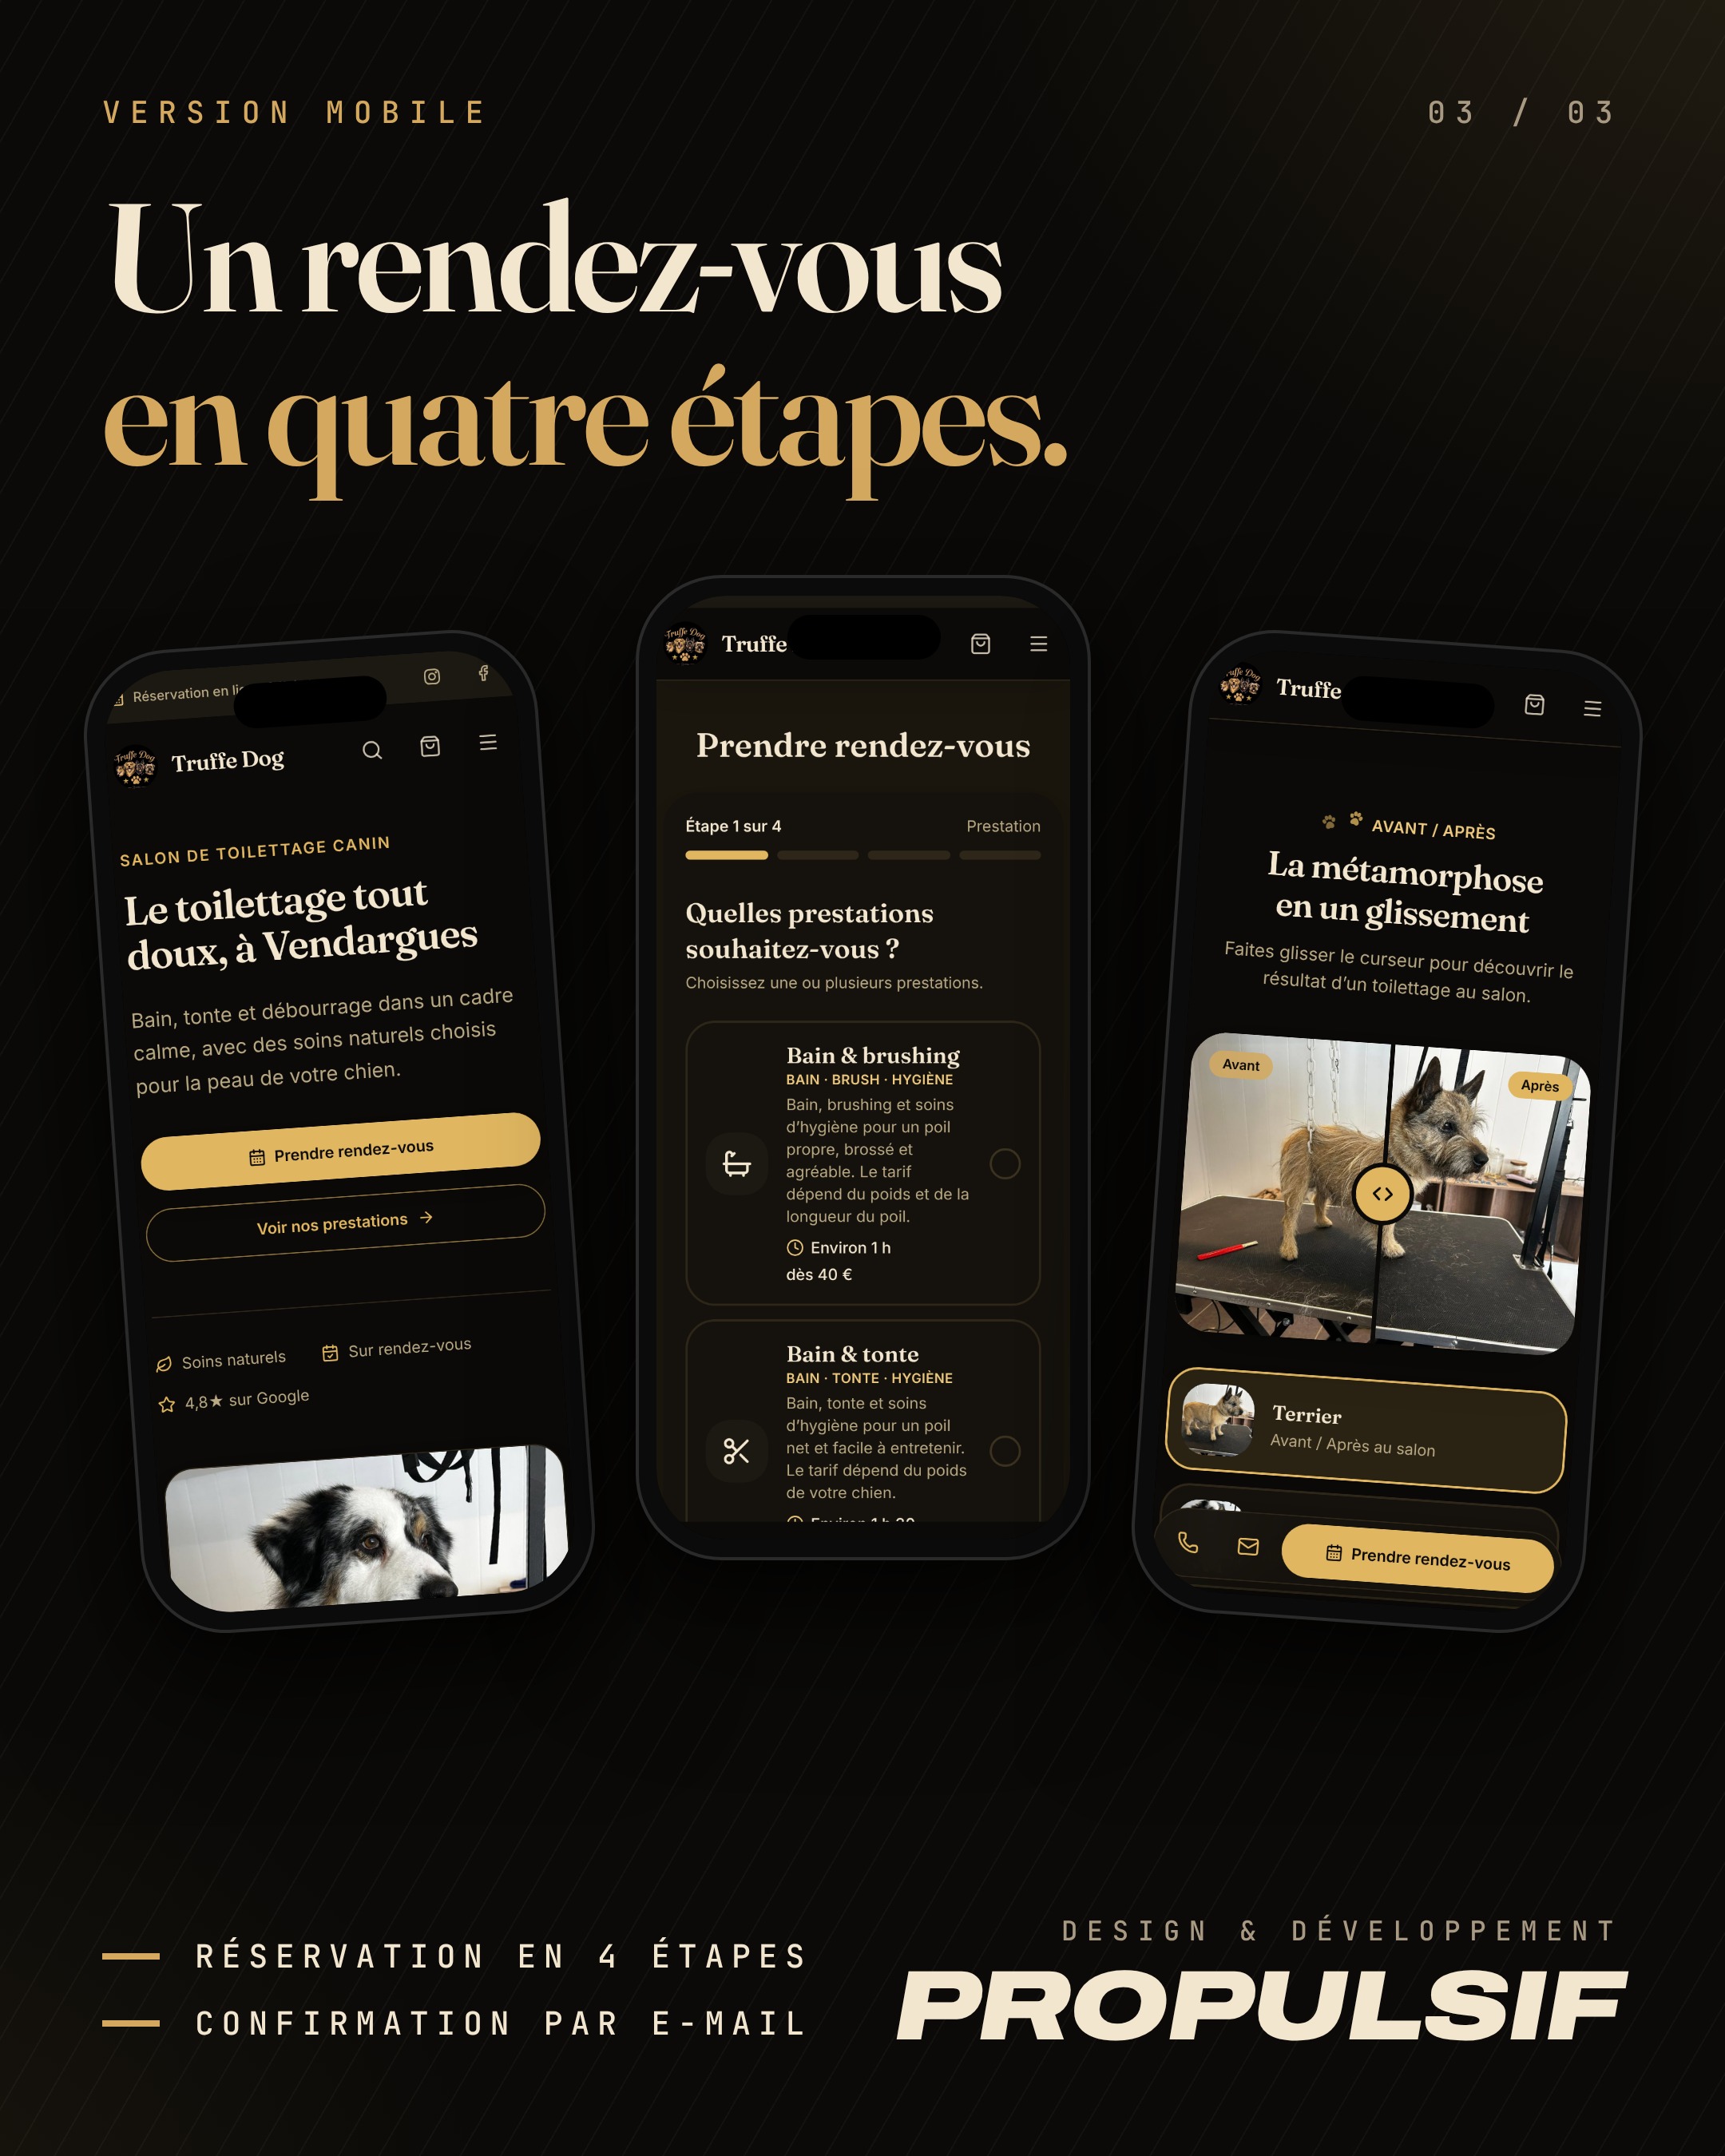 VERSION MOBILE
03 / 03
Un rendez-vous
en quatre étapes.
Réservation en
Truffe Dog
Truffe Dog
SALON DE TOILETTAGE CANIN
Le toilettage tout
doux, à Vendargues
Bain, tonte et débourrage dans un cadre
calme, avec des soins naturels choisis
pour la peau de votre chien.
Prendre rendez-vous
Voir nos prestations
Soins naturels
Sur rendez-vous
4,8★ sur Google
Truffe Dog
Truffe
Prendre rendez-vous
Étape 1 sur 4
Prestation
Quelles prestations
souhaitez-vous ?
Choisissez une ou plusieurs prestations.
Bain & brushing
BAIN · BRUSH · HYGIÈNE
Bain, brushing et soins
d’hygiène pour un poil
propre, brossé et
agréable. Le tarif
dépend du poids et de la
longueur du poil.
Environ 1 h
dès 40 €
Bain & tonte
BAIN · TONTE · HYGIÈNE
Bain, tonte et soins
d’hygiène pour un poil
net et facile à entretenir.
Le tarif dépend du poids
de votre chien.
Truffe
AVANT / APRÈS
La métamorphose
en un glissement
Faites glisser le curseur pour découvrir le
résultat d’un toilettage au salon.
Avant
Après
Terrier
Avant / Après au salon
Prendre rendez-vous
RÉSERVATION EN 4 ÉTAPES
CONFIRMATION PAR E-MAIL
DESIGN & DÉVELOPPEMENT
PROPULSIF